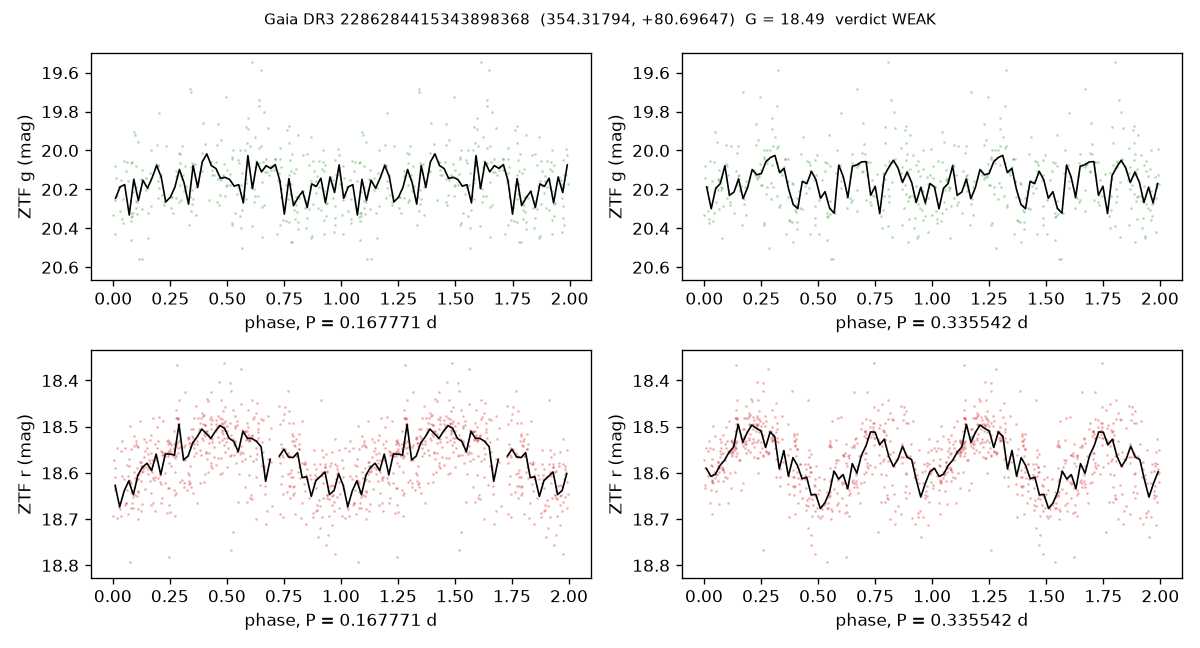 Gaia DR3 2286284415343898368  (354.31794, +80.69647)  G = 18.49  verdict WEAK
ZTF g (mag)
19.6
19.8
20.0
20.2
20.4
20.6
0.00 0.25 0.50 0.75 1.00 1.25 1.50 1.75 2.00
phase, P = 0.167771 d
ZTF g (mag)
19.6
19.8
20.0
20.2
20.4
20.6
0.00 0.25 0.50 0.75 1.00 1.25 1.50 1.75 2.00
phase, P = 0.335542 d
ZTF r (mag)
18.4
18.5
18.6
18.7
18.8
0.00 0.25 0.50 0.75 1.00 1.25 1.50 1.75 2.00
phase, P = 0.167771 d
ZTF r (mag)
18.4
18.5
18.6
18.7
18.8
0.00 0.25 0.50 0.75 1.00 1.25 1.50 1.75 2.00
phase, P = 0.335542 d